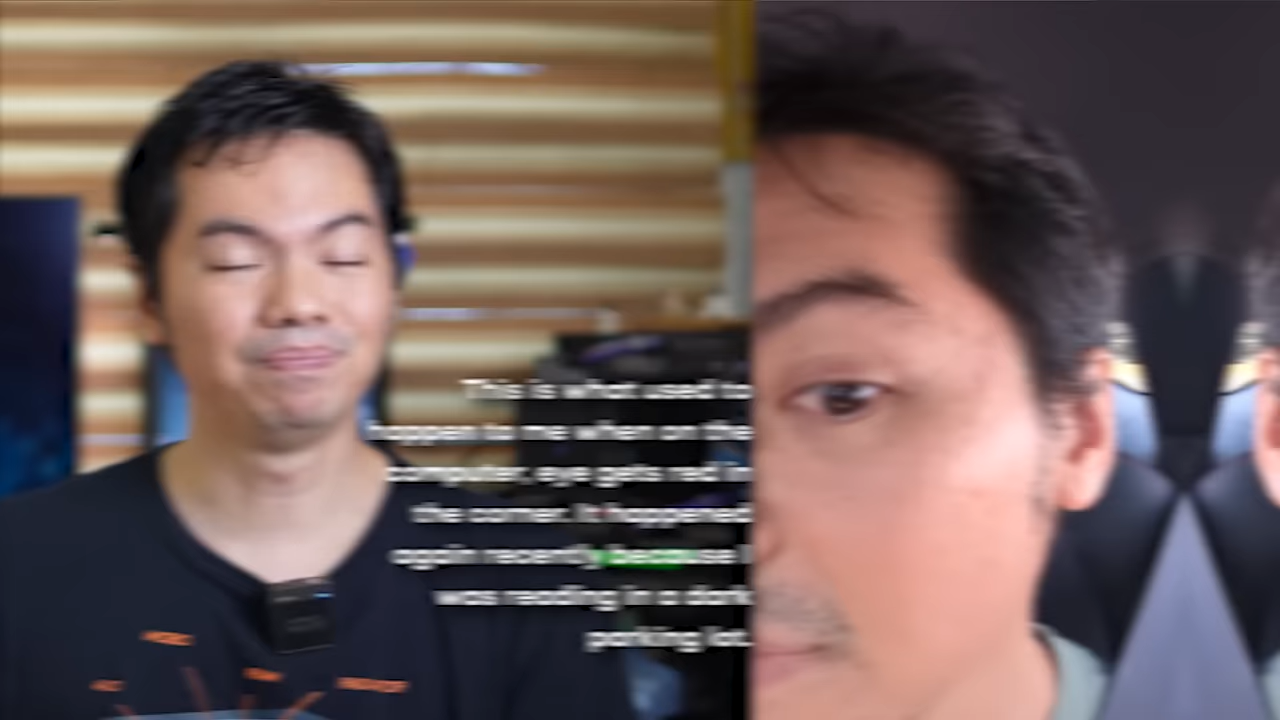 This is what used to
happen to me when on the
computer, eye gets red in
the corner. It happened
again recently because I
was reading in a dark
parking lot.